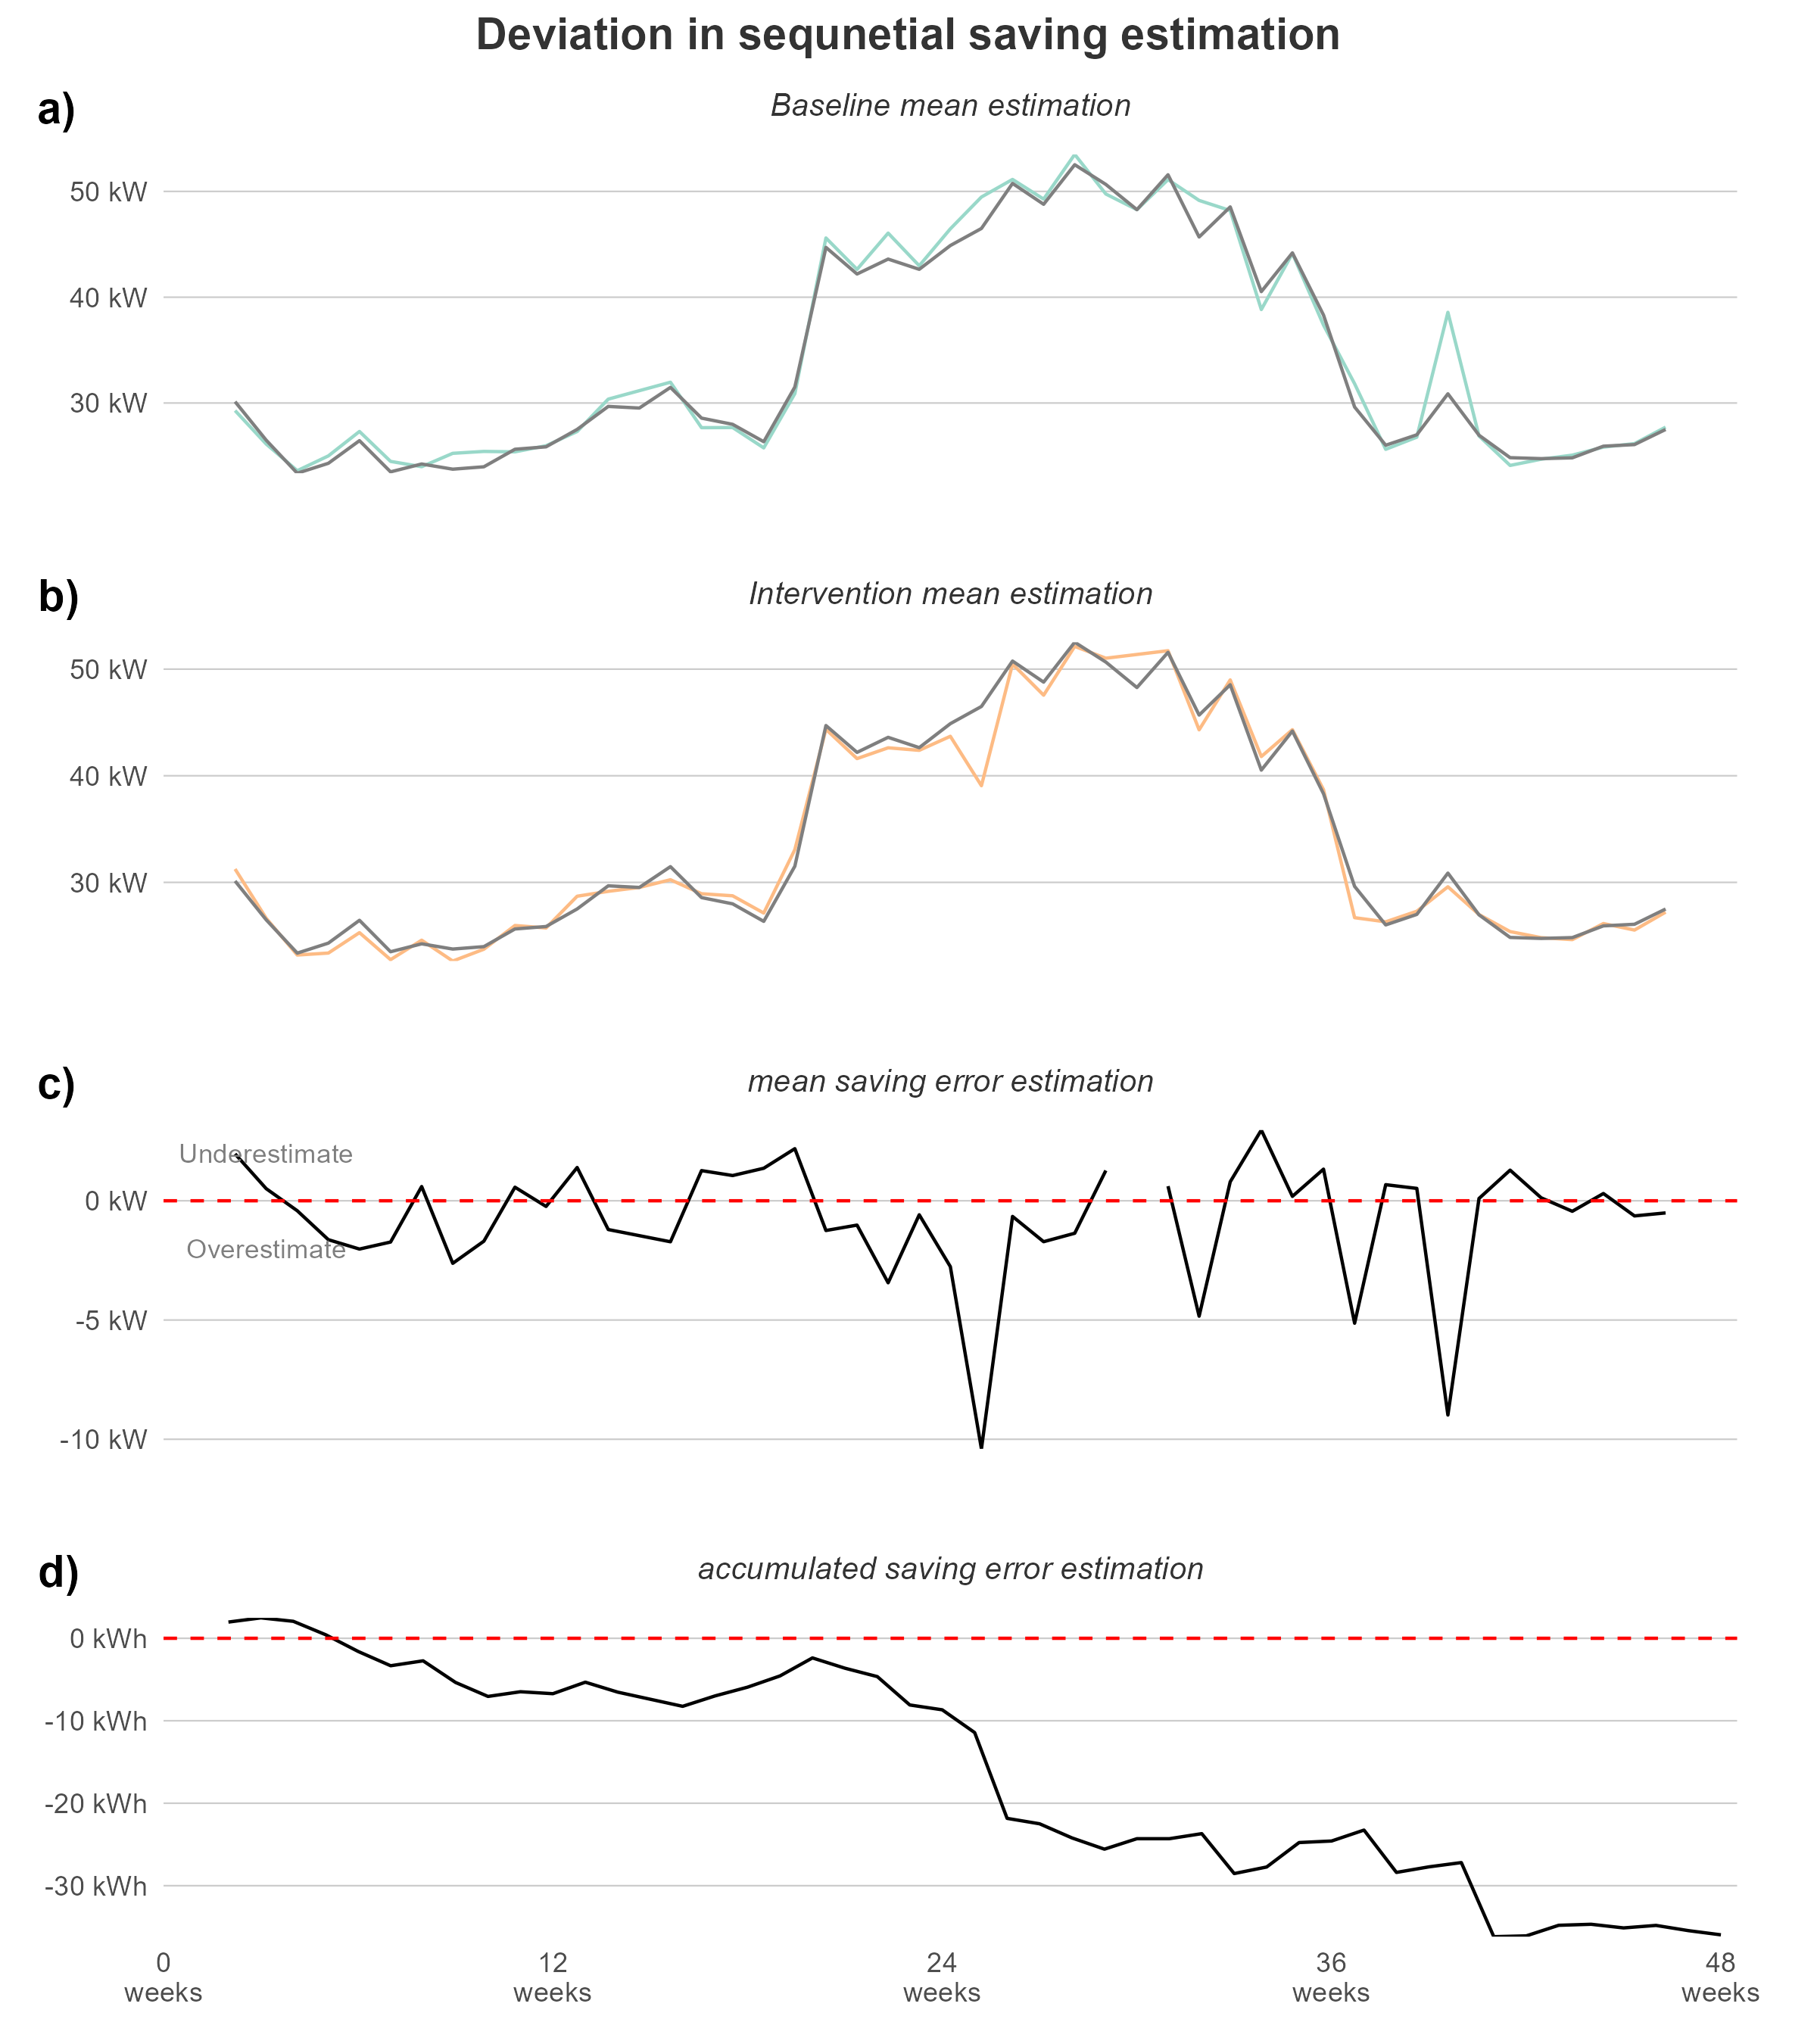 Deviation in sequnetial saving estimation
a)
Baseline mean estimation
50 kW
40 kW
30 kW
b)
Intervention mean estimation
50 kW
40 kW
30 kW
c)
mean saving error estimation
Underestimate
0 kW
Overestimate
-5 kW
-10 kW
d)
accumulated saving error estimation
0 kWh
-10 kWh
-20 kWh
-30 kWh
0 12 24 36 48
weeks weeks weeks weeks weeks